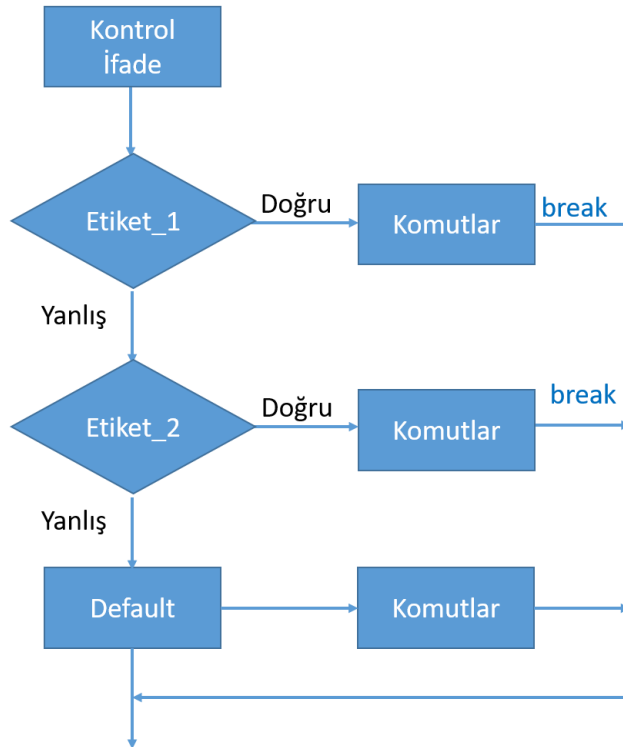 Kontrol
İfade
Etiket_1
Doğru
Komutlar
break
Yanlış
Etiket_2
Doğru
Komutlar
break
Yanlış
Default
Komutlar